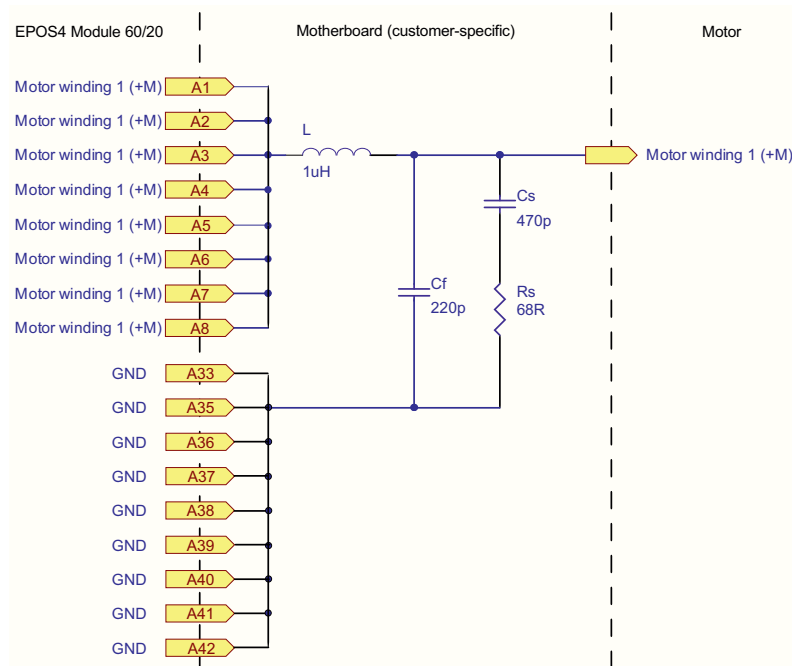 EPOS4 Module 60/20
Motherboard (customer-specific)
Motor
Motor winding 1 (+M) A1
Motor winding 1 (+M) A2
Motor winding 1 (+M) A3
Motor winding 1 (+M) A4
Motor winding 1 (+M) A5
Motor winding 1 (+M) A6
Motor winding 1 (+M) A7
Motor winding 1 (+M) A8
GND A33
GND A35
GND A36
GND A37
GND A38
GND A39
GND A40
GND A41
GND A42
L
1uH
Cf
220p
Cs
470p
Rs
68R
Motor winding 1 (+M)